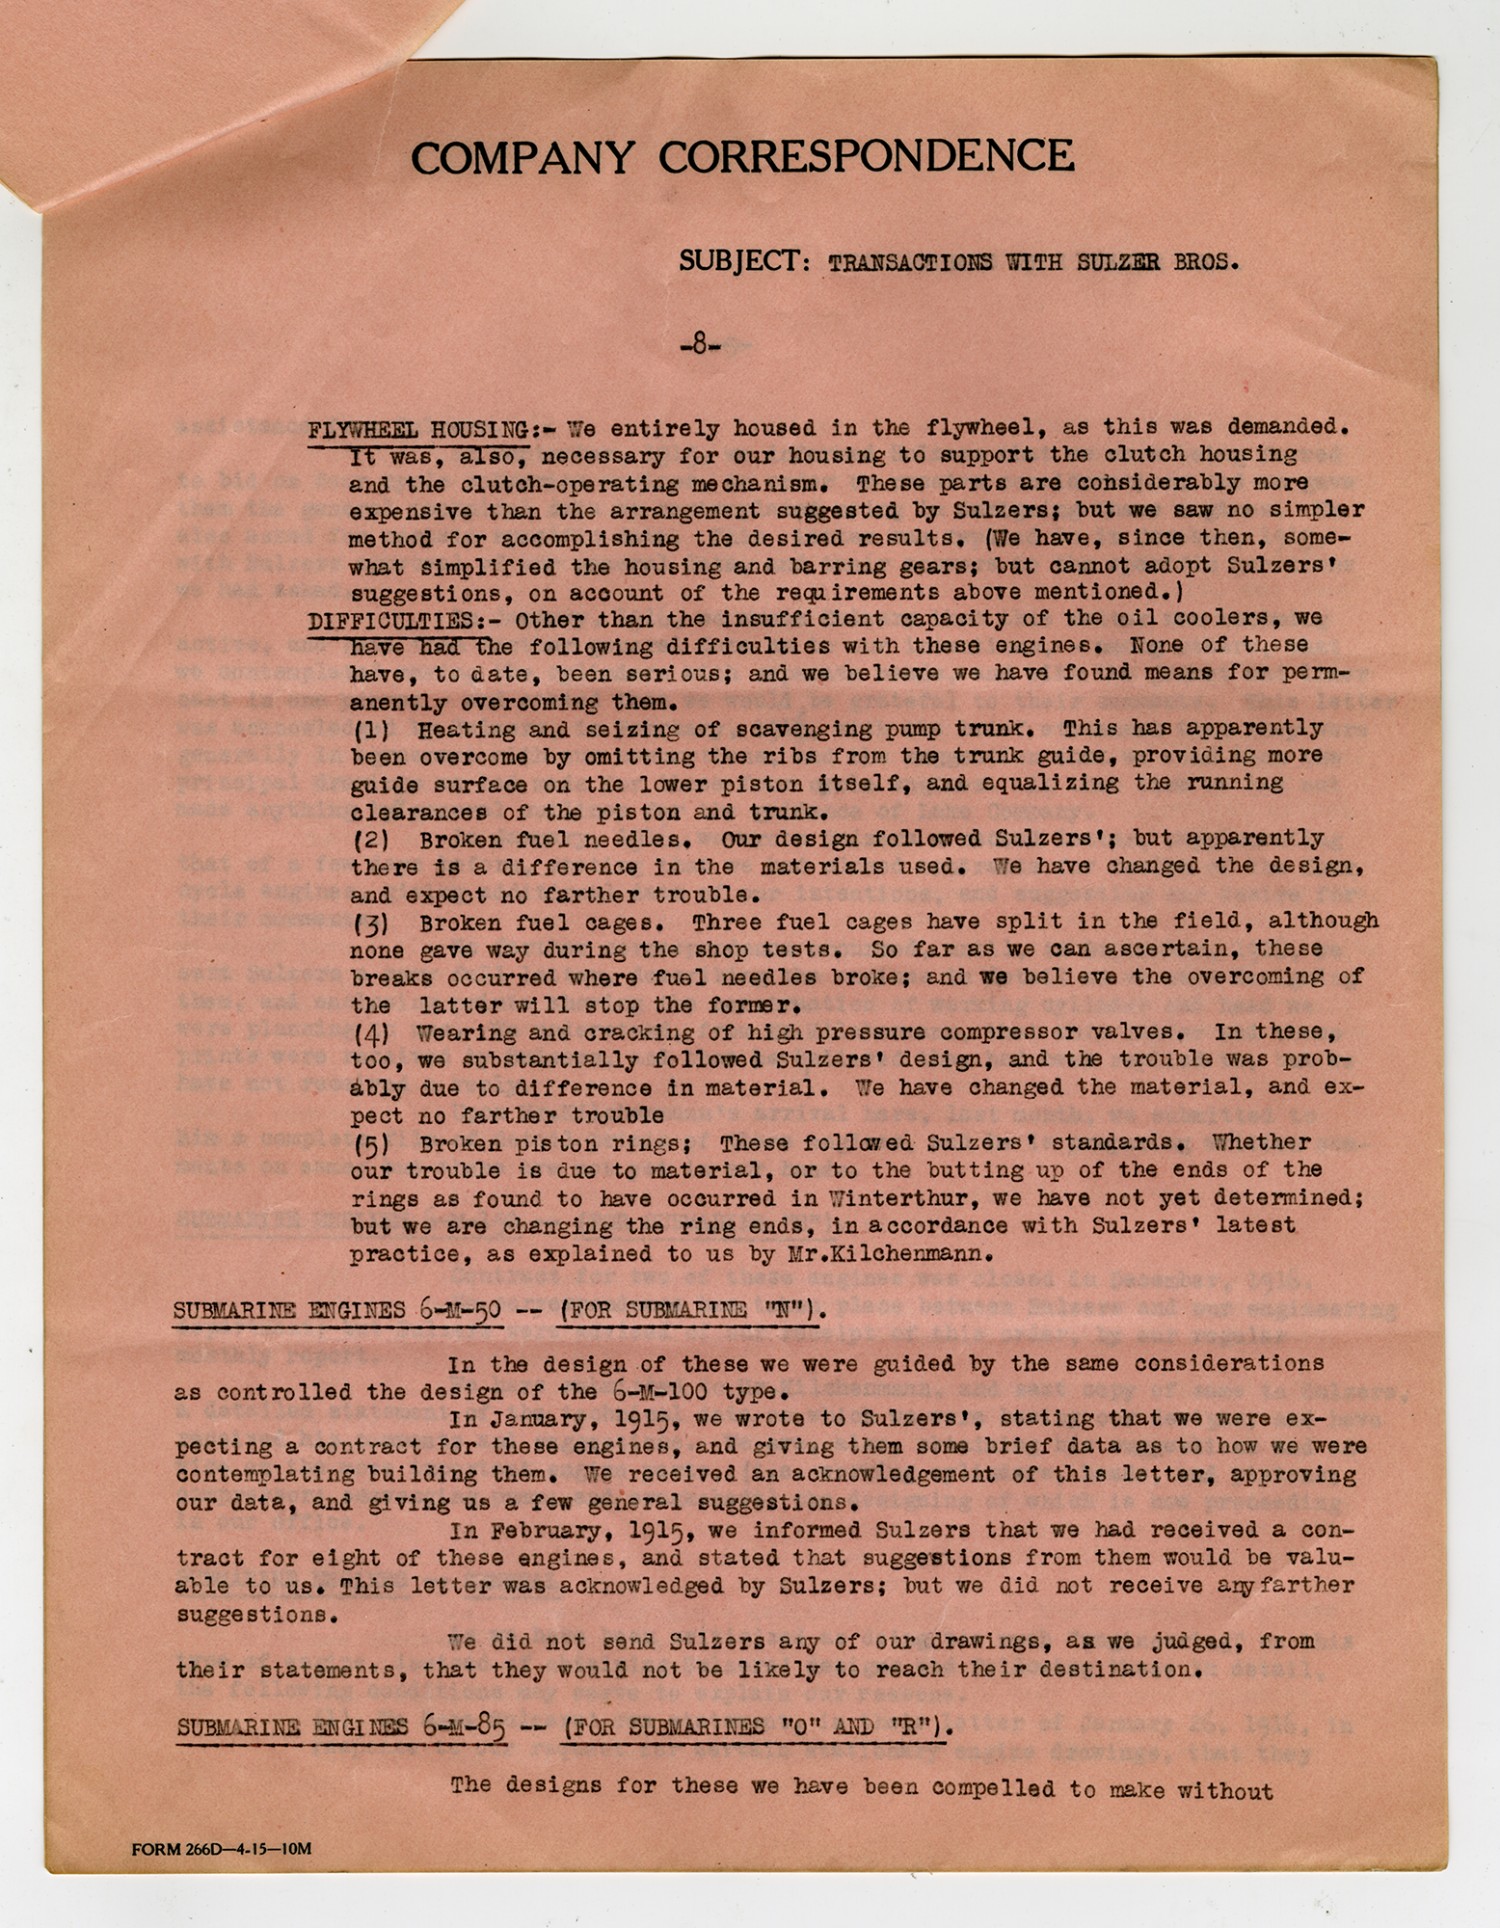 COMPANY CORRESPONDENCE
SUBJECT: TRANSACTIONS WITH SULZER BROS.
-8-
FLYWHEEL HOUSING:- We entirely housed in the flywheel, as this was demanded.
It was, also, necessary for our housing to support the clutch housing
and the clutch-operating mechanism. These parts are considerably more
expensive than the arrangement suggested by Sulzers; but we saw no simpler
method for accomplishing the desired results. (We have, since then, some-
what simplified the housing and barring gears; but cannot adopt Sulzers'
suggestions, on account of the requirements above mentioned.)
DIFFICULTIES:- Other than the insufficient capacity of the oil coolers, we
have had the following difficulties with these engines. None of these
have, to date, been serious; and we believe we have found means for perm-
anently overcoming them.
(1) Heating and seizing of scavenging pump trunk. This has apparently
been overcome by omitting the ribs from the trunk guide, providing more
guide surface on the lower piston itself, and equalizing the running
clearances of the piston and trunk.
(2) Broken fuel needles. Our design followed Sulzers'; but apparently
there is a difference in the materials used. We have changed the design,
and expect no farther trouble.
(3) Broken fuel cages. Three fuel cages have split in the field, although
none gave way during the shop tests. So far as we can ascertain, these
breaks occurred where fuel needles broke; and we believe the overcoming of
the latter will stop the former.
(4) Wearing and cracking of high pressure compressor valves. In these,
too, we substantially followed Sulzers' design, and the trouble was prob-
ably due to difference in material. We have changed the material, and ex-
pect no farther trouble
(5) Broken piston rings; These followed Sulzers' standards. Whether
our trouble is due to material, or to the butting up of the ends of the
rings as found to have occurred in Winterthur, we have not yet determined;
but we are changing the ring ends, in accordance with Sulzers' latest
practice, as explained to us by Mr.Kilchenmann.
SUBMARINE ENGINES 6-M-50 -- (FOR SUBMARINE "N").
In the design of these we were guided by the same considerations
as controlled the design of the 6-M-100 type.
In January, 1915, we wrote to Sulzers', stating that we were ex-
pecting a contract for these engines, and giving them some brief data as to how we were
contemplating building them. We received an acknowledgement of this letter, approving
our data, and giving us a few general suggestions.
In February, 1915, we informed Sulzers that we had received a con-
tract for eight of these engines, and stated that suggestions from them would be valu-
able to us. This letter was acknowledged by Sulzers; but we did not receive any farther
suggestions.
We did not send Sulzers any of our drawings, as we judged, from
their statements, that they would not be likely to reach their destination.
SUBMARINE ENGINES 6-M-85 -- (FOR SUBMARINES "O" AND "R").
The designs for these we have been compelled to make without
FORM 266D—4-15—10M